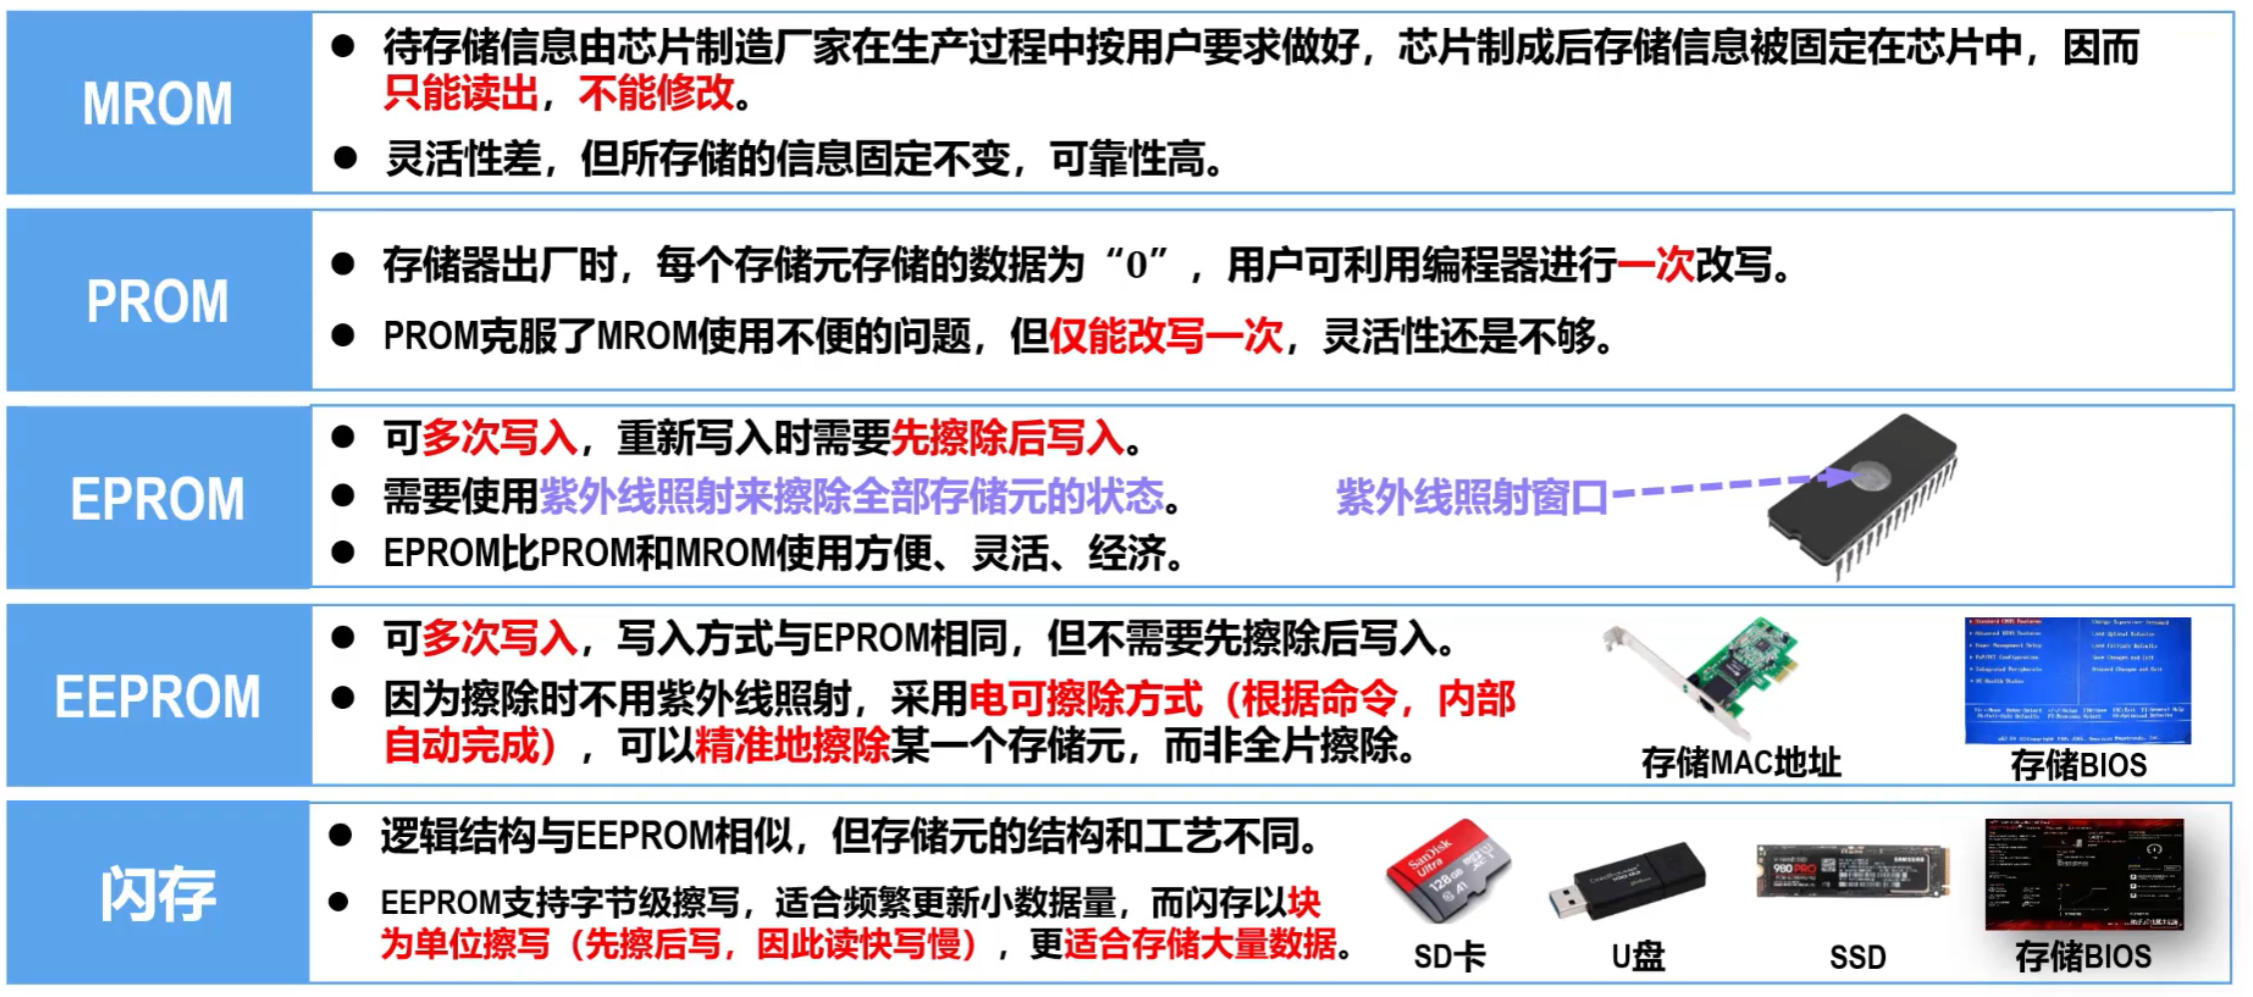 MROM
● 待存储信息由芯片制造厂家在生产过程中按用户要求做好，芯片制成后存储信息被固定在芯片中，因而
只能读出，不能修改。
● 灵活性差，但所存储的信息固定不变，可靠性高。
PROM
● 存储器出厂时，每个存储元存储的数据为“0”，用户可利用编程器进行一次改写。
● PROM克服了MROM使用不便的问题，但仅能改写一次，灵活性还是不够。
EPROM
● 可多次写入，重新写入时需要先擦除后写入。
● 需要使用紫外线照射来擦除全部存储元的状态。
紫外线照射窗口
● EPROM比PROM和MROM使用方便、灵活、经济。
EEPROM
● 可多次写入，写入方式与EPROM相同，但不需要先擦除后写入。
● 因为擦除时不用紫外线照射，采用电可擦除方式（根据命令，内部
自动完成），可以精准地擦除某一个存储元，而非全片擦除。
存储MAC地址
存储BIOS
闪存
● 逻辑结构与EEPROM相似，但存储元的结构和工艺不同。
● EEPROM支持字节级擦写，适合频繁更新小数据量，而闪存以块
为单位擦写（先擦后写，因此读快写慢），更适合存储大量数据。
SanDisk
Ultra
128GB
A1
SD卡
U盘
980 PRO
SAMSUNG
SSD
存储BIOS